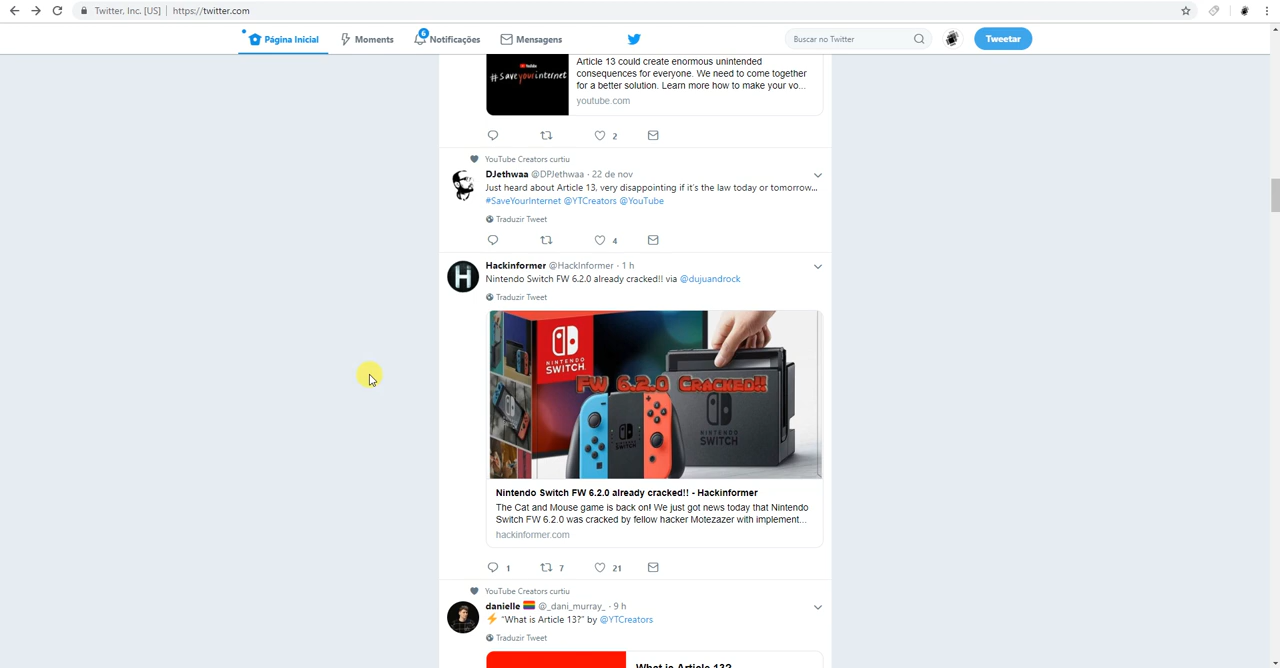 Twitter, Inc. [US] https://twitter.com
Página Inicial Moments 6 Notificações Mensagens Buscar no Twitter Tweetar
#saveyourinternet
Article 13 could create enormous unintended
consequences for everyone. We need to come together
for a better solution. Learn more how to make your vo...
youtube.com
2
YouTube Creators curtiu
DJethwaa @DPJethwaa · 22 de nov
Just heard about Article 13, very disappointing if it's the law today or tomorrow...
#SaveYourInternet @YTCreators @YouTube
Traduzir Tweet
4
H
Hackinformer @HackInformer · 1 h
Nintendo Switch FW 6.2.0 already cracked!! via @dujuandrock
Traduzir Tweet
NINTENDO
SWITCH
FW 6.2.0 Cracked!!
NINTENDO
SWITCH
Nintendo Switch FW 6.2.0 already cracked!! - Hackinformer
The Cat and Mouse game is back on! We just got news today that Nintendo
Switch FW 6.2.0 was cracked by fellow hacker Motezazer with implement...
hackinformer.com
1 7 21
YouTube Creators curtiu
danielle @_dani_murray_ · 9 h
⚡ "What is Article 13?" by @YTCreators
Traduzir Tweet
What is Article 13?